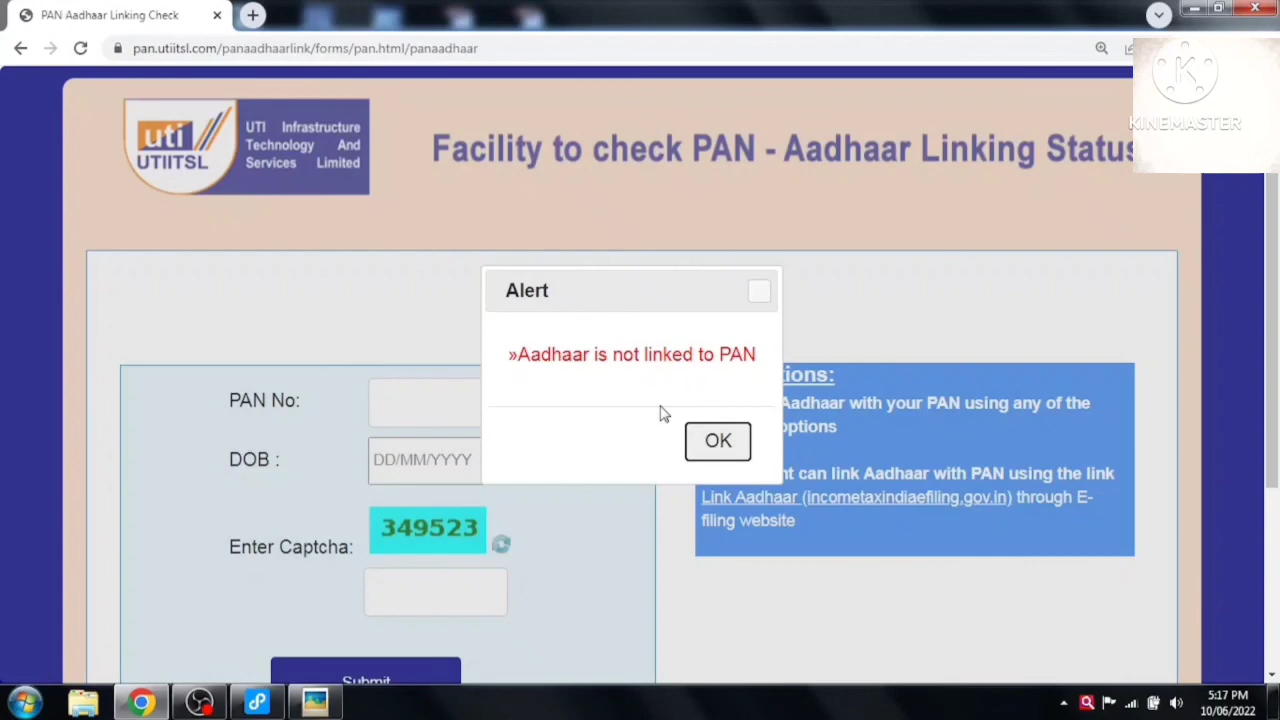 PAN Aadhaar Linking Check
pan.utiitsl.com/panaadhaarlink/forms/pan.html/panaadhaar
KINEMASTER
uti
UTIITSL
UTI Infrastructure
Technology And
Services Limited
Facility to check PAN - Aadhaar Linking Status
Alert
»Aadhaar is not linked to PAN
OK
PAN No:
DOB :
DD/MM/YYYY
Enter Captcha:
349523
Submit
tions:
Aadhaar with your PAN using any of the
options
nt can link Aadhaar with PAN using the link
Link Aadhaar (incometaxindiaefiling.gov.in) through E-
filing website
5:17 PM
10/06/2022